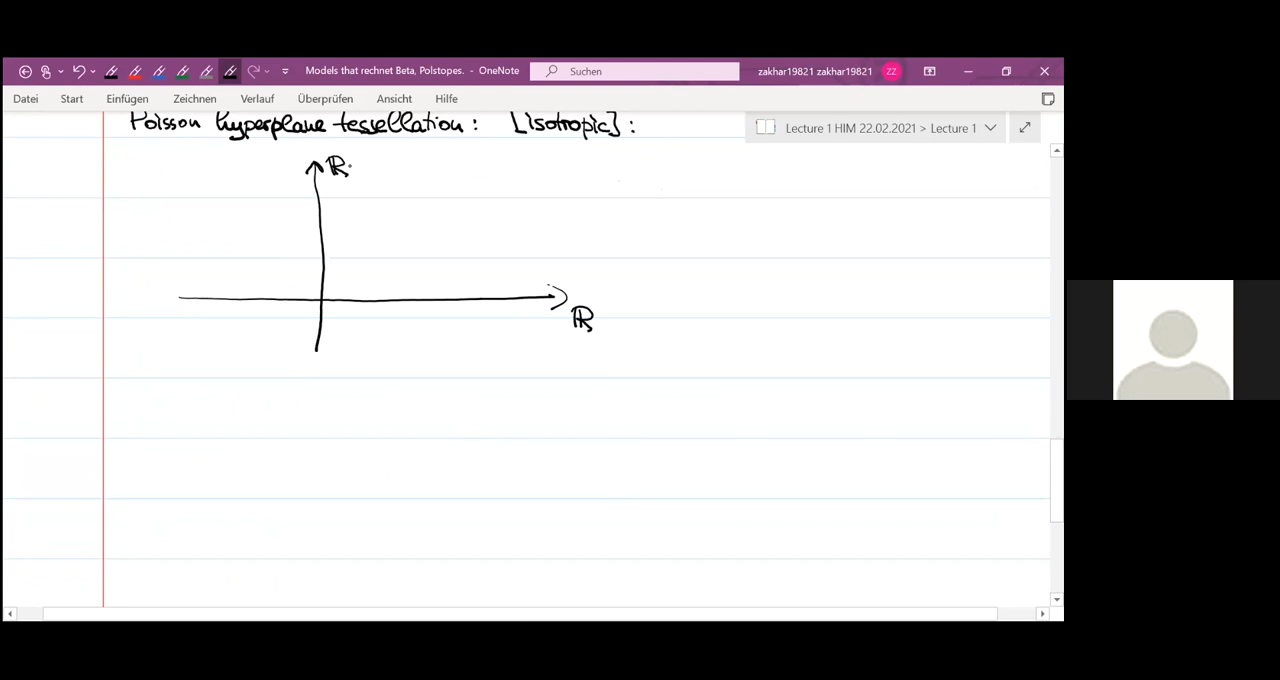 Models that rechnet Beta, Polstopes. - OneNote
Suchen
zakhar19821 zakhar19821
ZZ
Datei Start Einfügen Zeichnen Verlauf Überprüfen Ansicht Hilfe
Poisson hyperplane tessellation: [isotropic]:
Lecture 1 HIM 22.02.2021 > Lecture 1
ℝ
ℝ